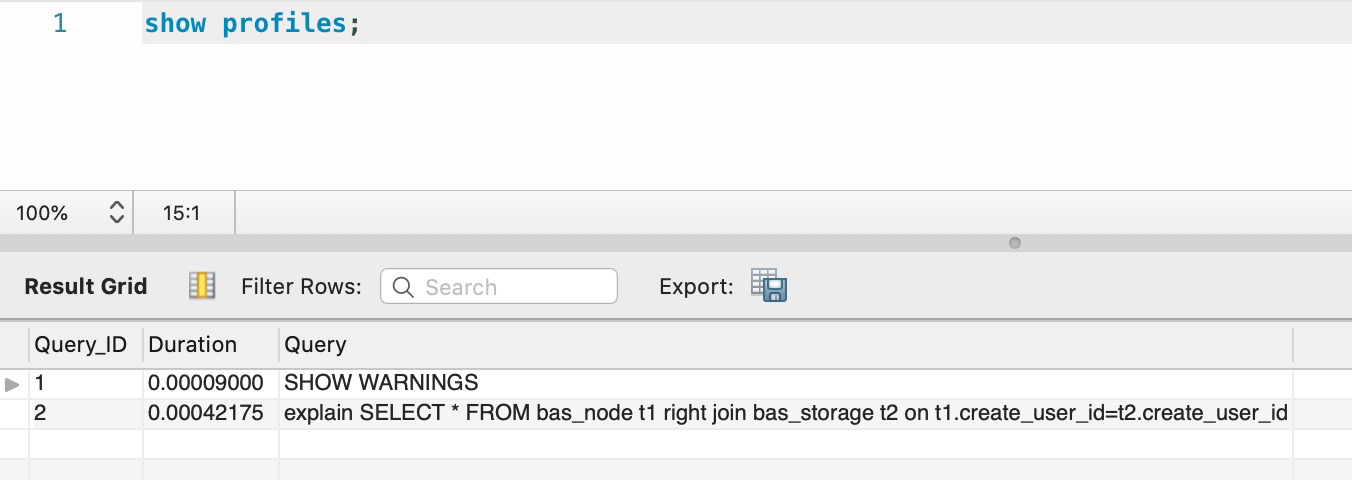 1 show profiles;
100% 15:1
Result Grid Filter Rows: Search Export:
Query_ID Duration Query
1 0.00009000 SHOW WARNINGS
2 0.00042175 explain SELECT * FROM bas_node t1 right join bas_storage t2 on t1.create_user_id=t2.create_user_id